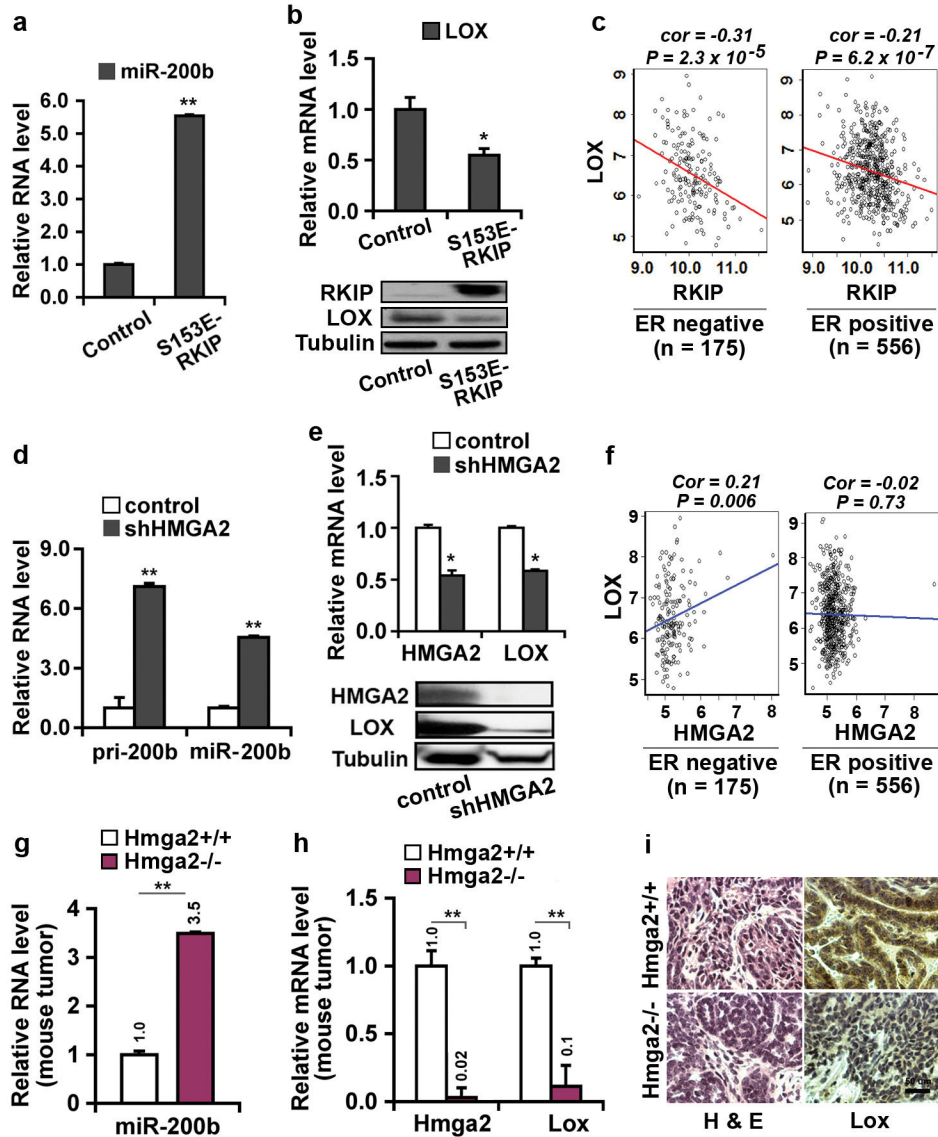 a
miR-200b
Relative RNA level
6.0
**
5.0
4.0
3.0
2.0
1.0
0.0
Control
S153E-
RKIP
b
LOX
Relative mRNA level
1.5
1.0
0.5
0.0
*
Control
S153E-
RKIP
RKIP
LOX
Tubulin
Control
S153E-
RKIP
c
cor = -0.31
P = 2.3 x 10-5
cor = -0.21
P = 6.2 x 10-7
LOX
9
8
7
6
5
9
8
7
6
5
9.0 10.0 11.0
9.0 10.0 11.0
RKIP
RKIP
ER negative
(n = 175)
ER positive
(n = 556)
d
control
shHMGA2
Relative RNA level
9.0
6.0
3.0
0.0
**
**
pri-200b miR-200b
e
control
shHMGA2
Relative mRNA level
1.5
1.0
0.5
0.0
*
*
HMGA2 LOX
HMGA2
LOX
Tubulin
control
shHMGA2
f
Cor = 0.21
P = 0.006
Cor = -0.02
P = 0.73
LOX
9
8
7
6
5
9
8
7
6
5
5 6 7 8
5 6 7 8
HMGA2
HMGA2
ER negative
(n = 175)
ER positive
(n = 556)
g
Hmga2+/+
Hmga2-/-
Relative RNA level
(mouse tumor)
4
3
2
1
0
**
1.0
3.5
miR-200b
h
Hmga2+/+
Hmga2-/-
Relative mRNA level
(mouse tumor)
1.5
1.0
0.5
0.0
**
**
1.0
0.02
1.0
0.1
Hmga2 Lox
i
Hmga2+/+
Hmga2-/-
H & E Lox